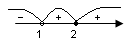 − + +
1 2